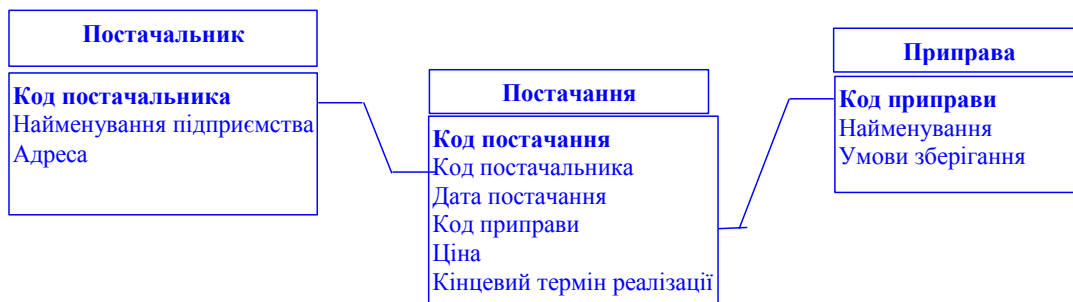 Постачальник
Код постачальника
Найменування підприємства
Адреса
Постачання
Код постачання
Код постачальника
Дата постачання
Код приправи
Ціна
Кінцевий термін реалізації
Приправа
Код приправи
Найменування
Умови зберігання